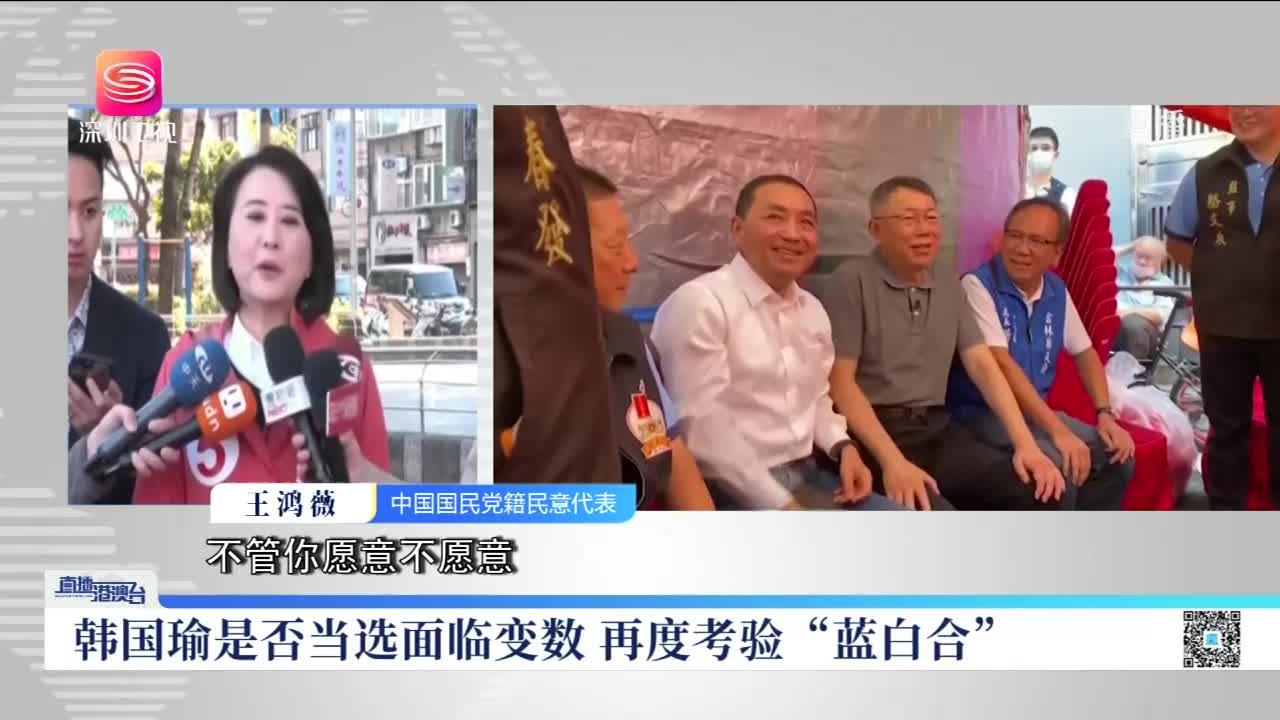 深圳卫视
春發
王鸿薇
中国国民党籍民意代表
不管你愿意不愿意
直播港澳台
韩国瑜是否当选面临变数 再度考验“蓝白合”